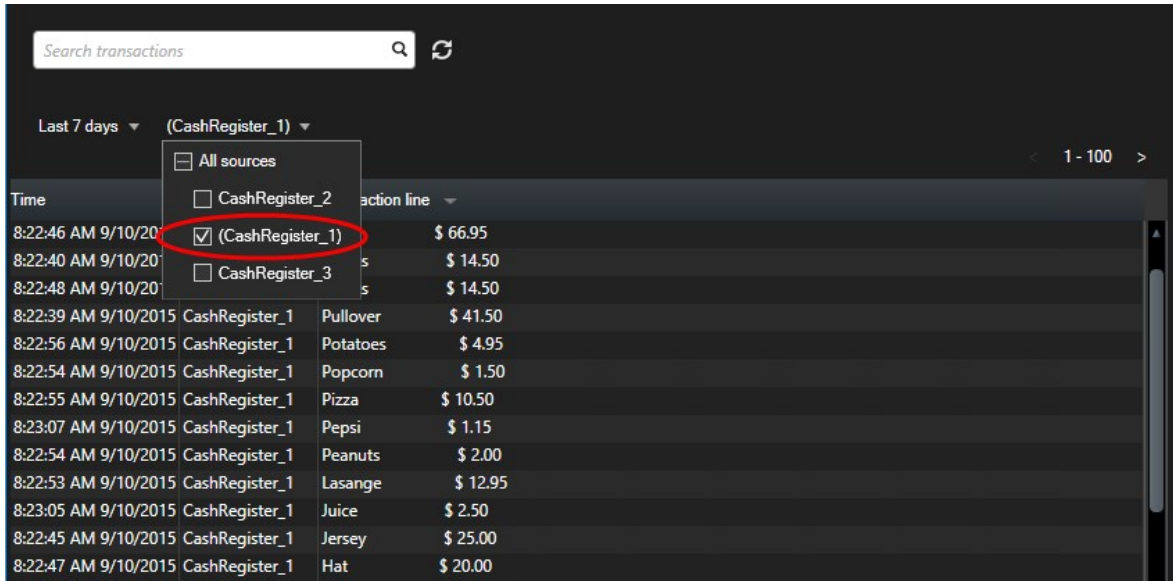 Search transactions
Last 7 days (CashRegister_1)
All sources
1 - 100 >
CashRegister_2
(CashRegister_1)
CashRegister_3
Time action line
8:22:46 AM 9/10/20 $ 66.95
8:22:40 AM 9/10/20 s $ 14.50
8:22:48 AM 9/10/20 s $ 14.50
8:22:39 AM 9/10/2015 CashRegister_1 Pullover $ 41.50
8:22:56 AM 9/10/2015 CashRegister_1 Potatoes $ 4.95
8:22:54 AM 9/10/2015 CashRegister_1 Popcorn $ 1.50
8:22:55 AM 9/10/2015 CashRegister_1 Pizza $ 10.50
8:23:07 AM 9/10/2015 CashRegister_1 Pepsi $ 1.15
8:22:54 AM 9/10/2015 CashRegister_1 Peanuts $ 2.00
8:22:53 AM 9/10/2015 CashRegister_1 Lasange $ 12.95
8:23:05 AM 9/10/2015 CashRegister_1 Juice $ 2.50
8:22:45 AM 9/10/2015 CashRegister_1 Jersey $ 25.00
8:22:47 AM 9/10/2015 CashRegister_1 Hat $ 20.00